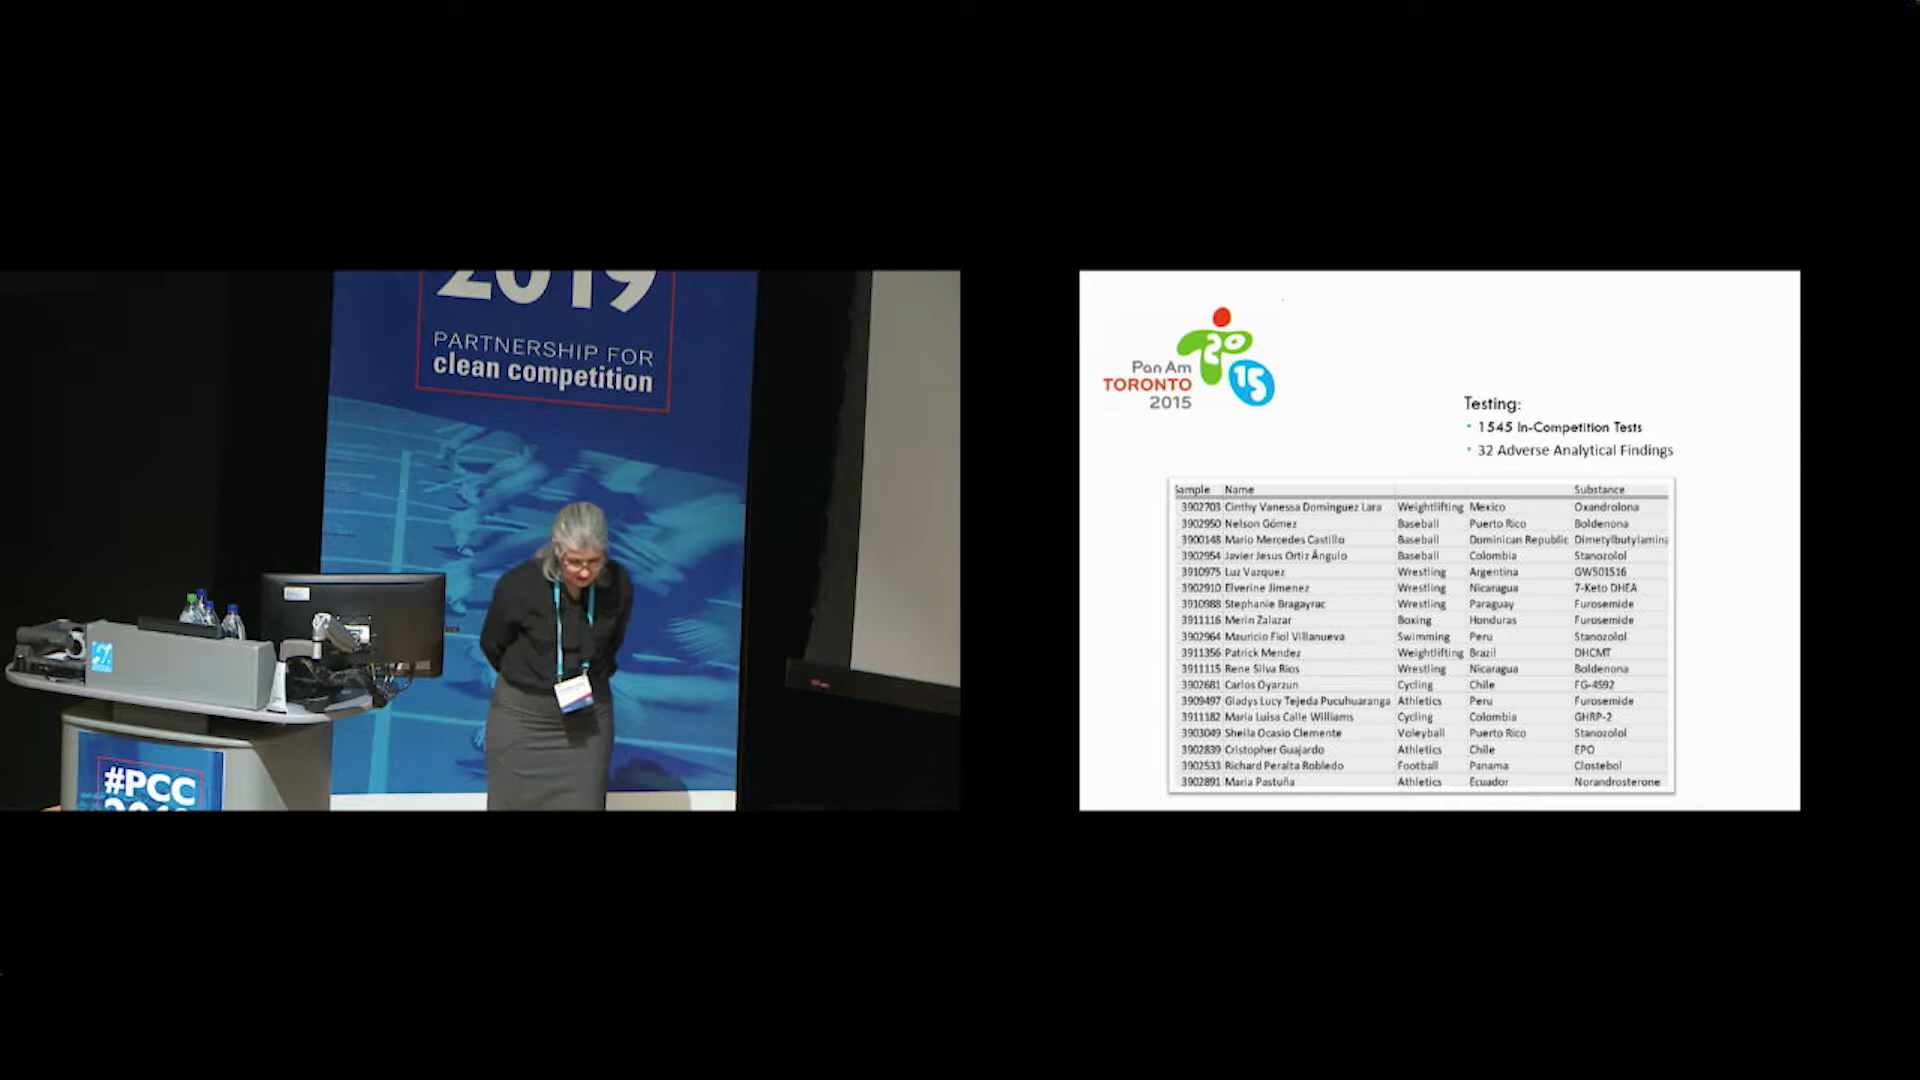 2019
PARTNERSHIP FOR
clean competition
#PCC
Pan Am
TORONTO
2015
2015
Testing:
• 1545 In-Competition Tests
• 32 Adverse Analytical Findings
Sample Name Substance
3902703 Cinthy Vanessa Dominguez Lara Weightlifting Mexico Oxandrolona
3902950 Nelson Gómez Baseball Puerto Rico Boldenona
3900148 Mario Mercedes Castillo Baseball Dominican Republic Dimetylbutylamina
3902954 Javier Jesus Ortiz Ángulo Baseball Colombia Stanozolol
3910975 Luz Vazquez Wrestling Argentina GW501516
3902910 Elverine Jimenez Wrestling Nicaragua 7-Keto DHEA
3910988 Stephanie Bragayrac Wrestling Paraguay Furosemide
3911116 Merin Zalazar Boxing Honduras Furosemide
3902964 Mauricio Fiol Villanueva Swimming Peru Stanozolol
3911356 Patrick Mendez Weightlifting Brazil DHCMT
3911115 Rene Silva Rios Wrestling Nicaragua Boldenona
3902681 Carlos Oyarzun Cycling Chile FG-4592
3909497 Gladys Lucy Tejeda Pucuhuaranga Athletics Peru Furosemide
3911182 Maria Luisa Calle Williams Cycling Colombia GHRP-2
3903049 Sheila Ocasio Clemente Voleyball Puerto Rico Stanozolol
3902839 Cristopher Guajardo Athletics Chile EPO
3902533 Richard Peralta Robledo Football Panama Clostebol
3902891 Maria Pastuña Athletics Ecuador Norandrosterone